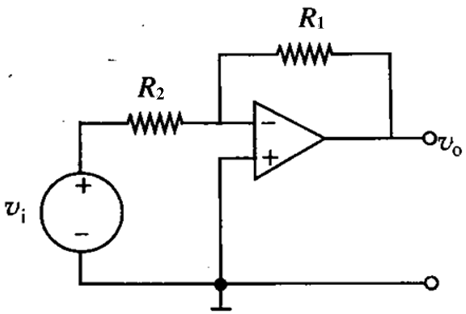 R₁
R₂
−
+
vₒ
+
vᵢ
−